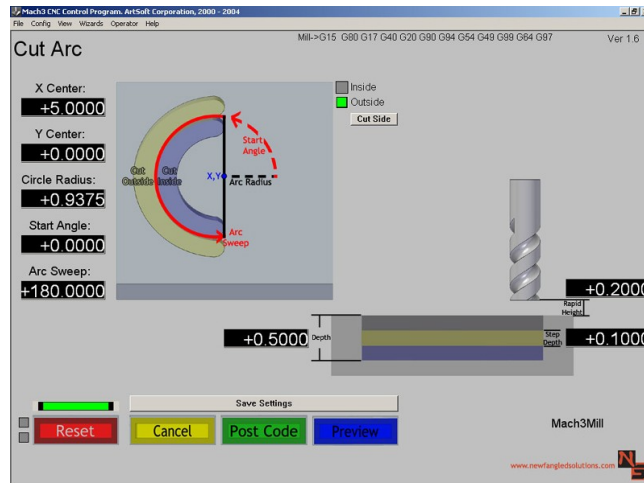 Mach3 CNC Control Program. ArtSoft Corporation, 2000 - 2004
File Config View Wizards Operator Help
Mill->G15 G80 G17 G40 G20 G90 G94 G54 G49 G99 G64 G97
Ver 1.6
Cut Arc
X Center:
+5.0000
Y Center:
+0.0000
Circle Radius:
+0.9375
Start Angle:
+0.0000
Arc Sweep:
+180.0000
Start
Angle
Cut
Outside
Cut
Inside
X,Y
Arc Radius
Arc
Sweep
Inside
Outside
Cut Side
+0.2000
Rapid
Height
+0.5000
Depth
Step
Depth
+0.1000
Save Settings
Reset
Cancel
Post Code
Preview
Mach3Mill
www.newfangledsolutions.com
NS